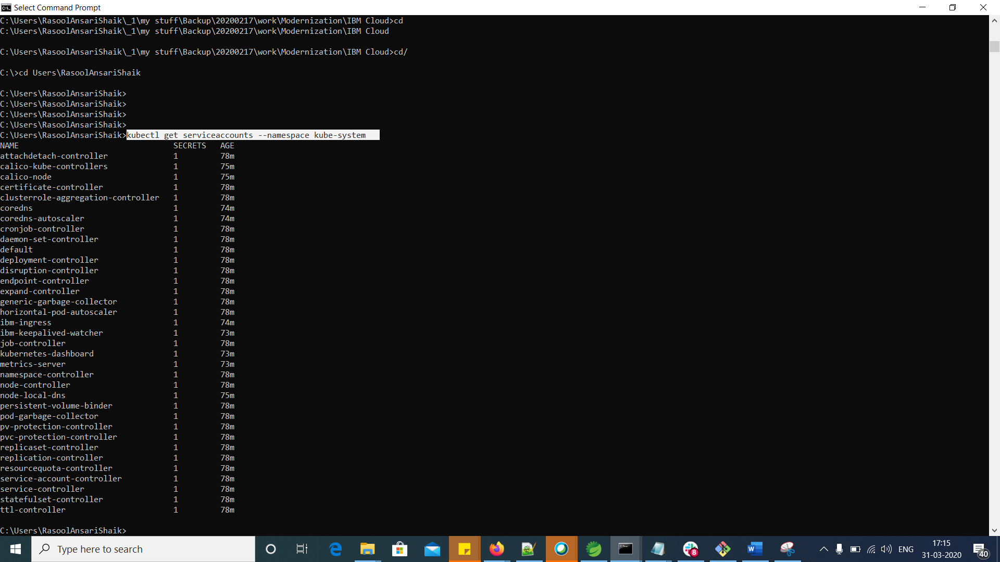 Select Command Prompt
C:\Users\RasoolAnsariShaik\_1\my stuff\Backup\20200217\work\Modernization\IBM Cloud>cd
C:\Users\RasoolAnsariShaik\_1\my stuff\Backup\20200217\work\Modernization\IBM Cloud
C:\Users\RasoolAnsariShaik\_1\my stuff\Backup\20200217\work\Modernization\IBM Cloud>cd/
C:\>cd Users\RasoolAnsariShaik
C:\Users\RasoolAnsariShaik>
C:\Users\RasoolAnsariShaik>
C:\Users\RasoolAnsariShaik>
C:\Users\RasoolAnsariShaik>
C:\Users\RasoolAnsariShaik>kubectl get serviceaccounts --namespace kube-system
NAME SECRETS AGE
attachdetach-controller 1 78m
calico-kube-controllers 1 75m
calico-node 1 75m
certificate-controller 1 78m
clusterrole-aggregation-controller 1 78m
coredns 1 74m
coredns-autoscaler 1 74m
cronjob-controller 1 78m
daemon-set-controller 1 78m
default 1 78m
deployment-controller 1 78m
disruption-controller 1 78m
endpoint-controller 1 78m
expand-controller 1 78m
generic-garbage-collector 1 78m
horizontal-pod-autoscaler 1 78m
ibm-ingress 1 74m
ibm-keepalived-watcher 1 73m
job-controller 1 78m
kubernetes-dashboard 1 73m
metrics-server 1 73m
namespace-controller 1 78m
node-controller 1 78m
node-local-dns 1 75m
persistent-volume-binder 1 78m
pod-garbage-collector 1 78m
pv-protection-controller 1 78m
pvc-protection-controller 1 78m
replicaset-controller 1 78m
replication-controller 1 78m
resourcequota-controller 1 78m
service-account-controller 1 78m
service-controller 1 78m
statefulset-controller 1 78m
ttl-controller 1 78m
C:\Users\RasoolAnsariShaik>
Type here to search
8
ENG
17:15
31-03-2020
40